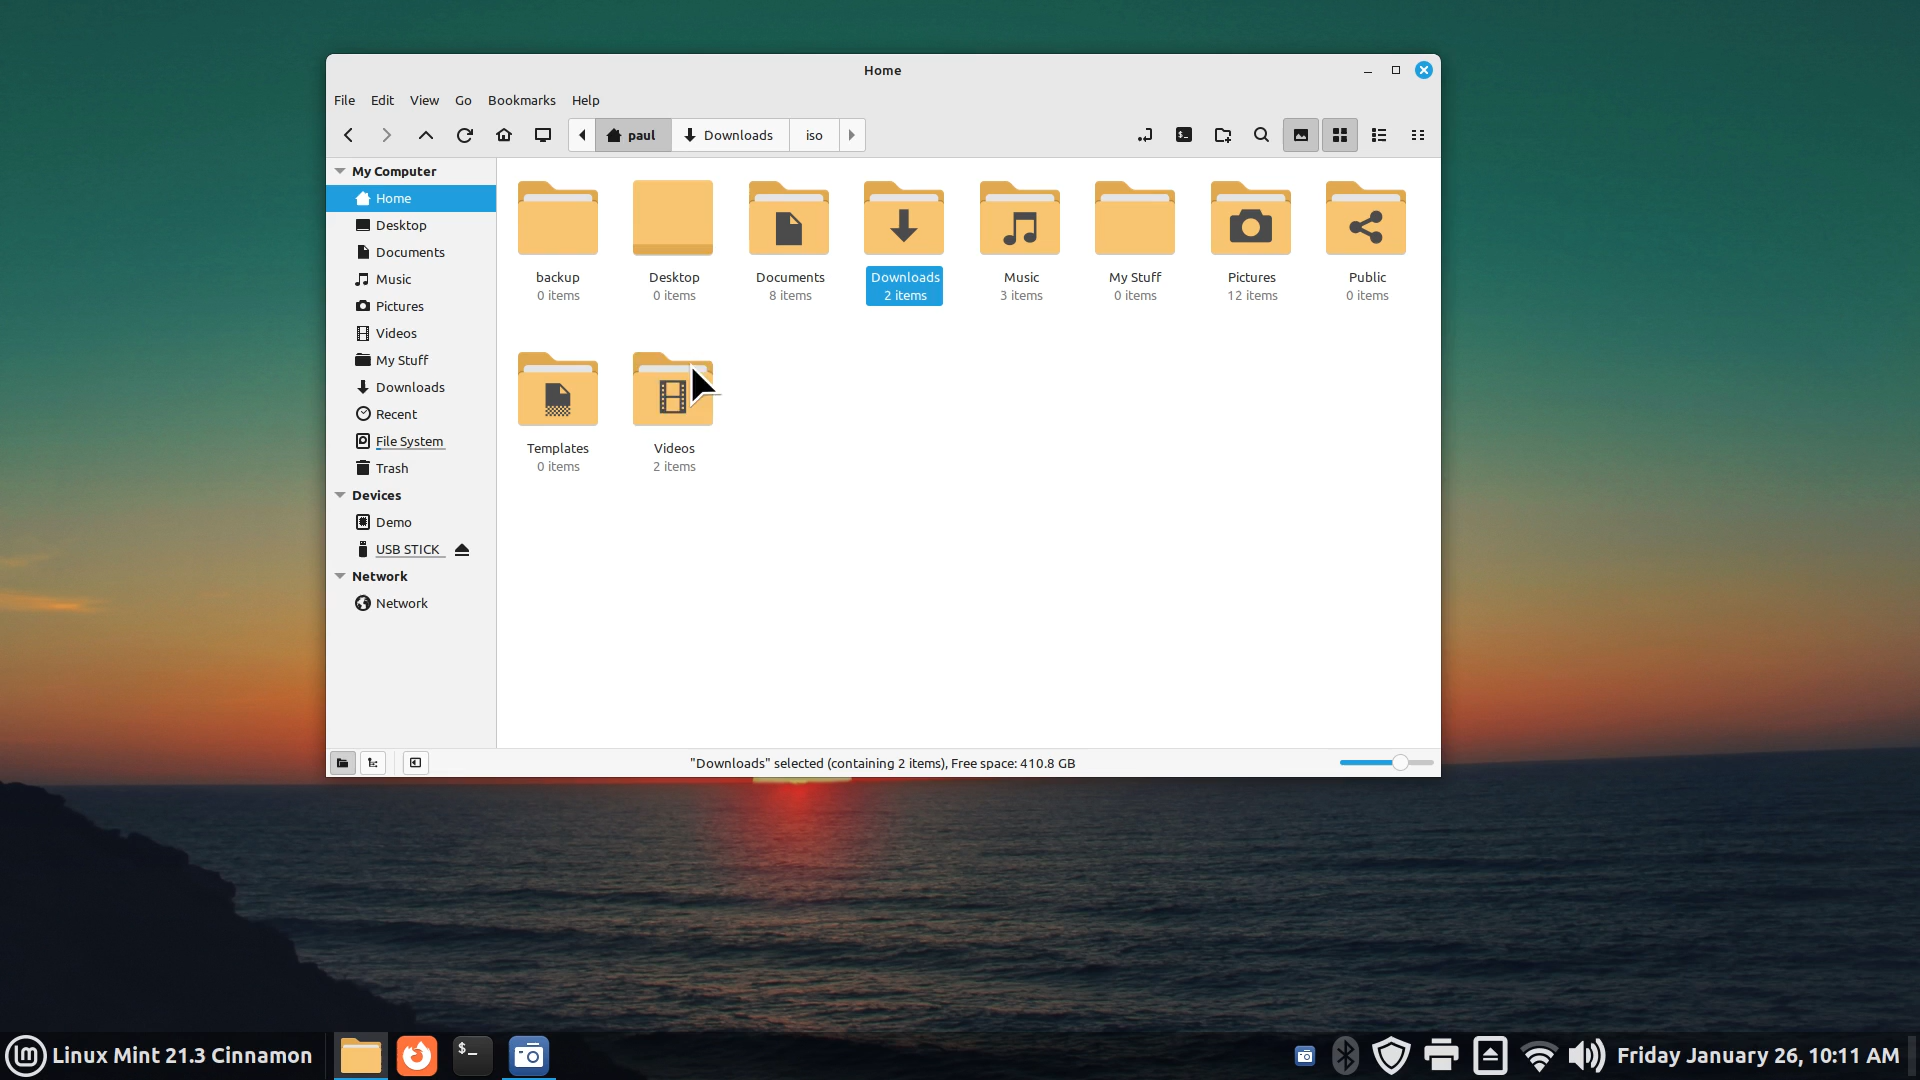 Home
File Edit View Go Bookmarks Help
paul Downloads iso
My Computer
Home
Desktop
Documents
Music
Pictures
Videos
My Stuff
Downloads
Recent
File System
Trash
Devices
Demo
USB STICK
Network
Network
backup Desktop Documents Downloads Music My Stuff Pictures Public
0 items 0 items 8 items 2 items 3 items 0 items 12 items 0 items
Templates Videos
0 items 2 items
"Downloads" selected (containing 2 items), Free space: 410.8 GB
Linux Mint 21.3 Cinnamon $_ Friday January 26, 10:11 AM